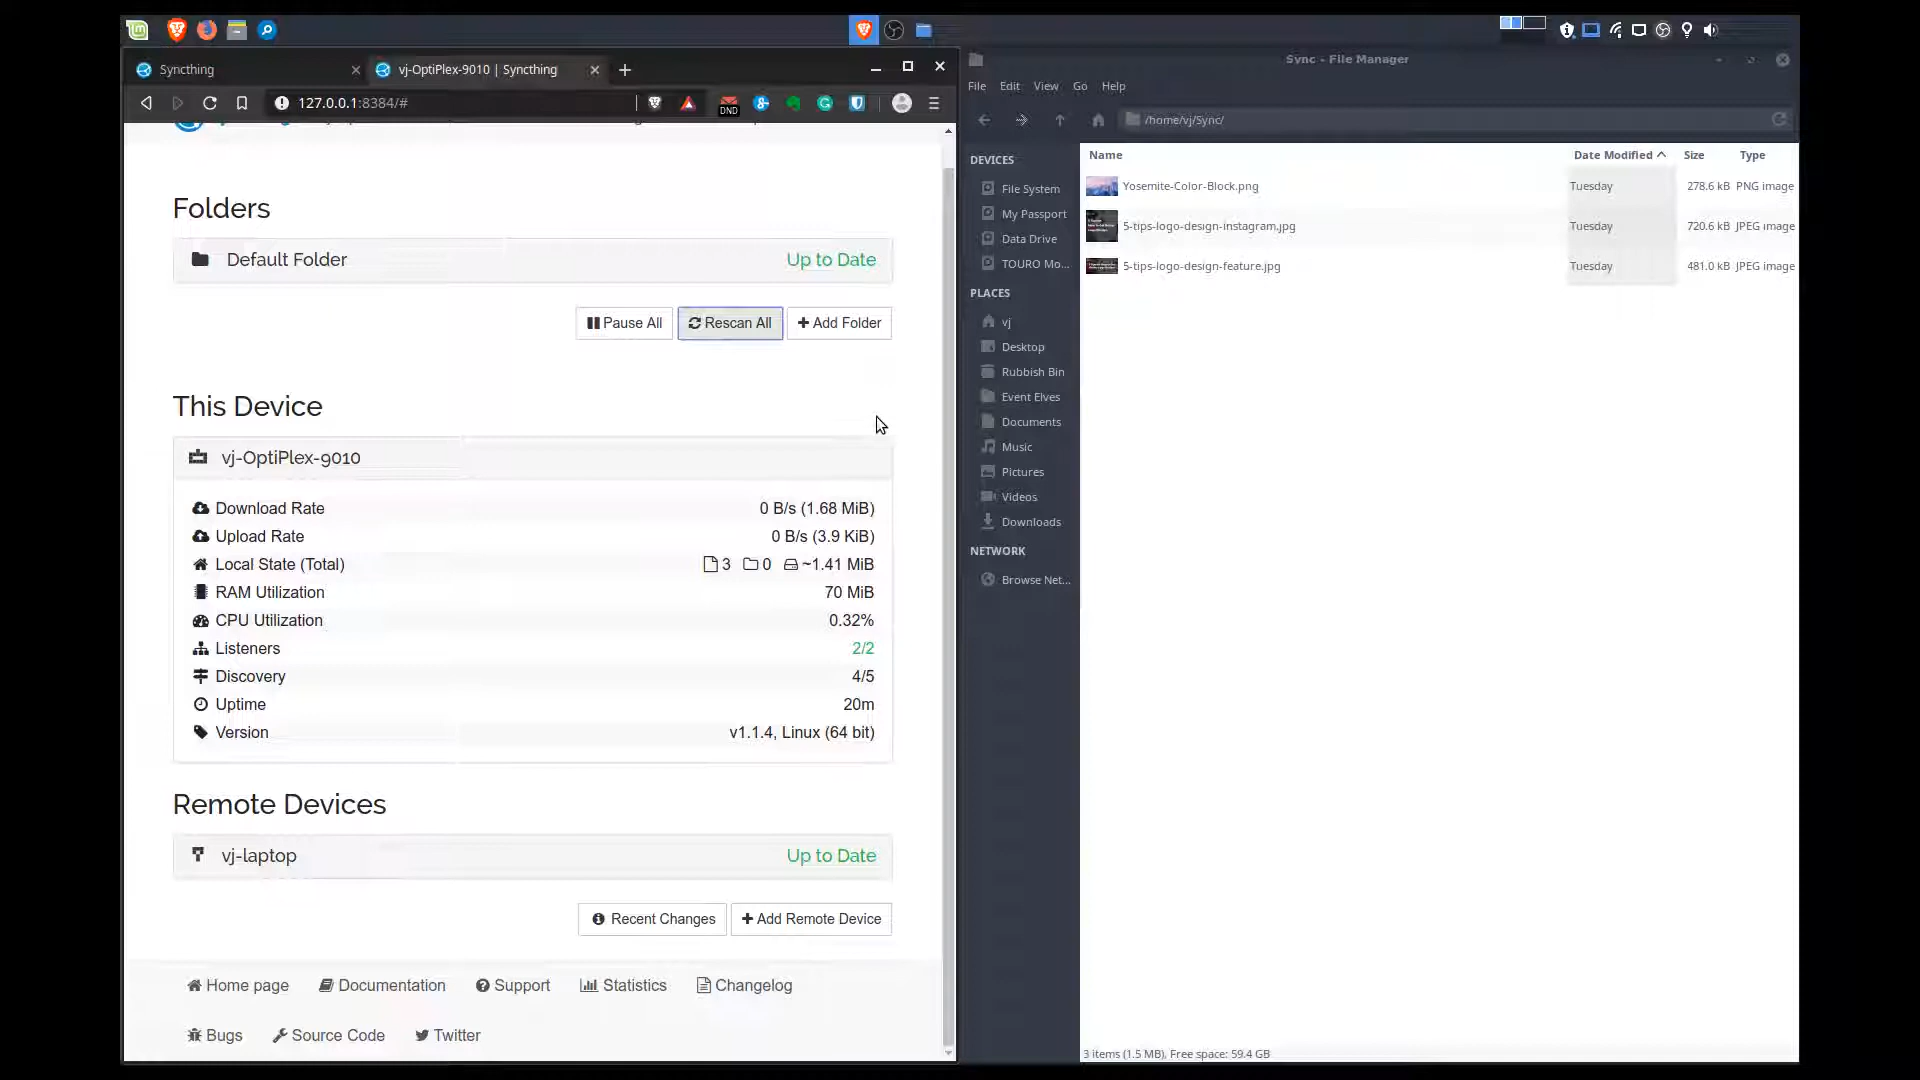 Syncthing
vj-OptiPlex-9010 | Syncthing
127.0.0.1:8384/#
DND
Folders
Default Folder
Up to Date
Pause All
Rescan All
Add Folder
This Device
vj-OptiPlex-9010
Download Rate
0 B/s (1.68 MiB)
Upload Rate
0 B/s (3.9 KiB)
Local State (Total)
3 0 ~1.41 MiB
RAM Utilization
70 MiB
CPU Utilization
0.32%
Listeners
2/2
Discovery
4/5
Uptime
20m
Version
v1.1.4, Linux (64 bit)
Remote Devices
vj-laptop
Up to Date
Recent Changes
Add Remote Device
Home page
Documentation
Support
Statistics
Changelog
Bugs
Source Code
Twitter
Sync - File Manager
File Edit View Go Help
/home/vj/Sync/
DEVICES
File System
My Passport
Data Drive
TOURO Mo...
PLACES
vj
Desktop
Rubbish Bin
Event Elves
Documents
Music
Pictures
Videos
Downloads
NETWORK
Browse Net...
Name Date Modified Size Type
Yosemite-Color-Block.png Tuesday 278.6 kB PNG image
5-tips-logo-design-instagram.jpg Tuesday 720.6 kB JPEG image
5-tips-logo-design-feature.jpg Tuesday 481.0 kB JPEG image
3 items (1.5 MB), Free space: 59.4 GB